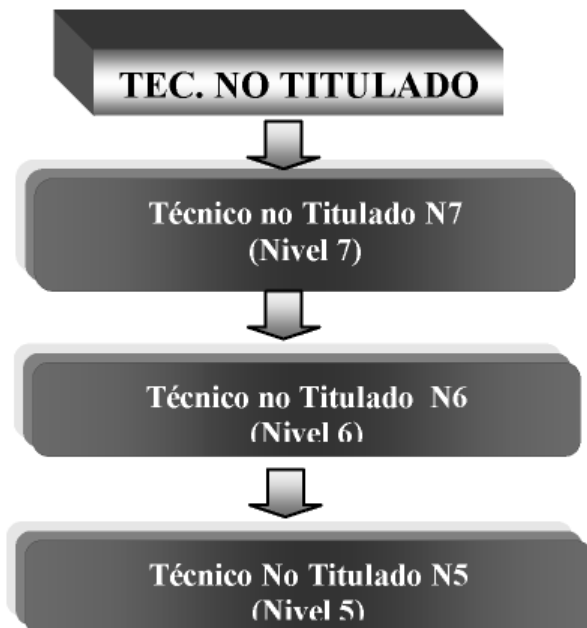 TEC. NO TITULADO
Técnico no Titulado N7
(Nivel 7)
Técnico no Titulado N6
(Nivel 6)
Técnico No Titulado N5
(Nivel 5)